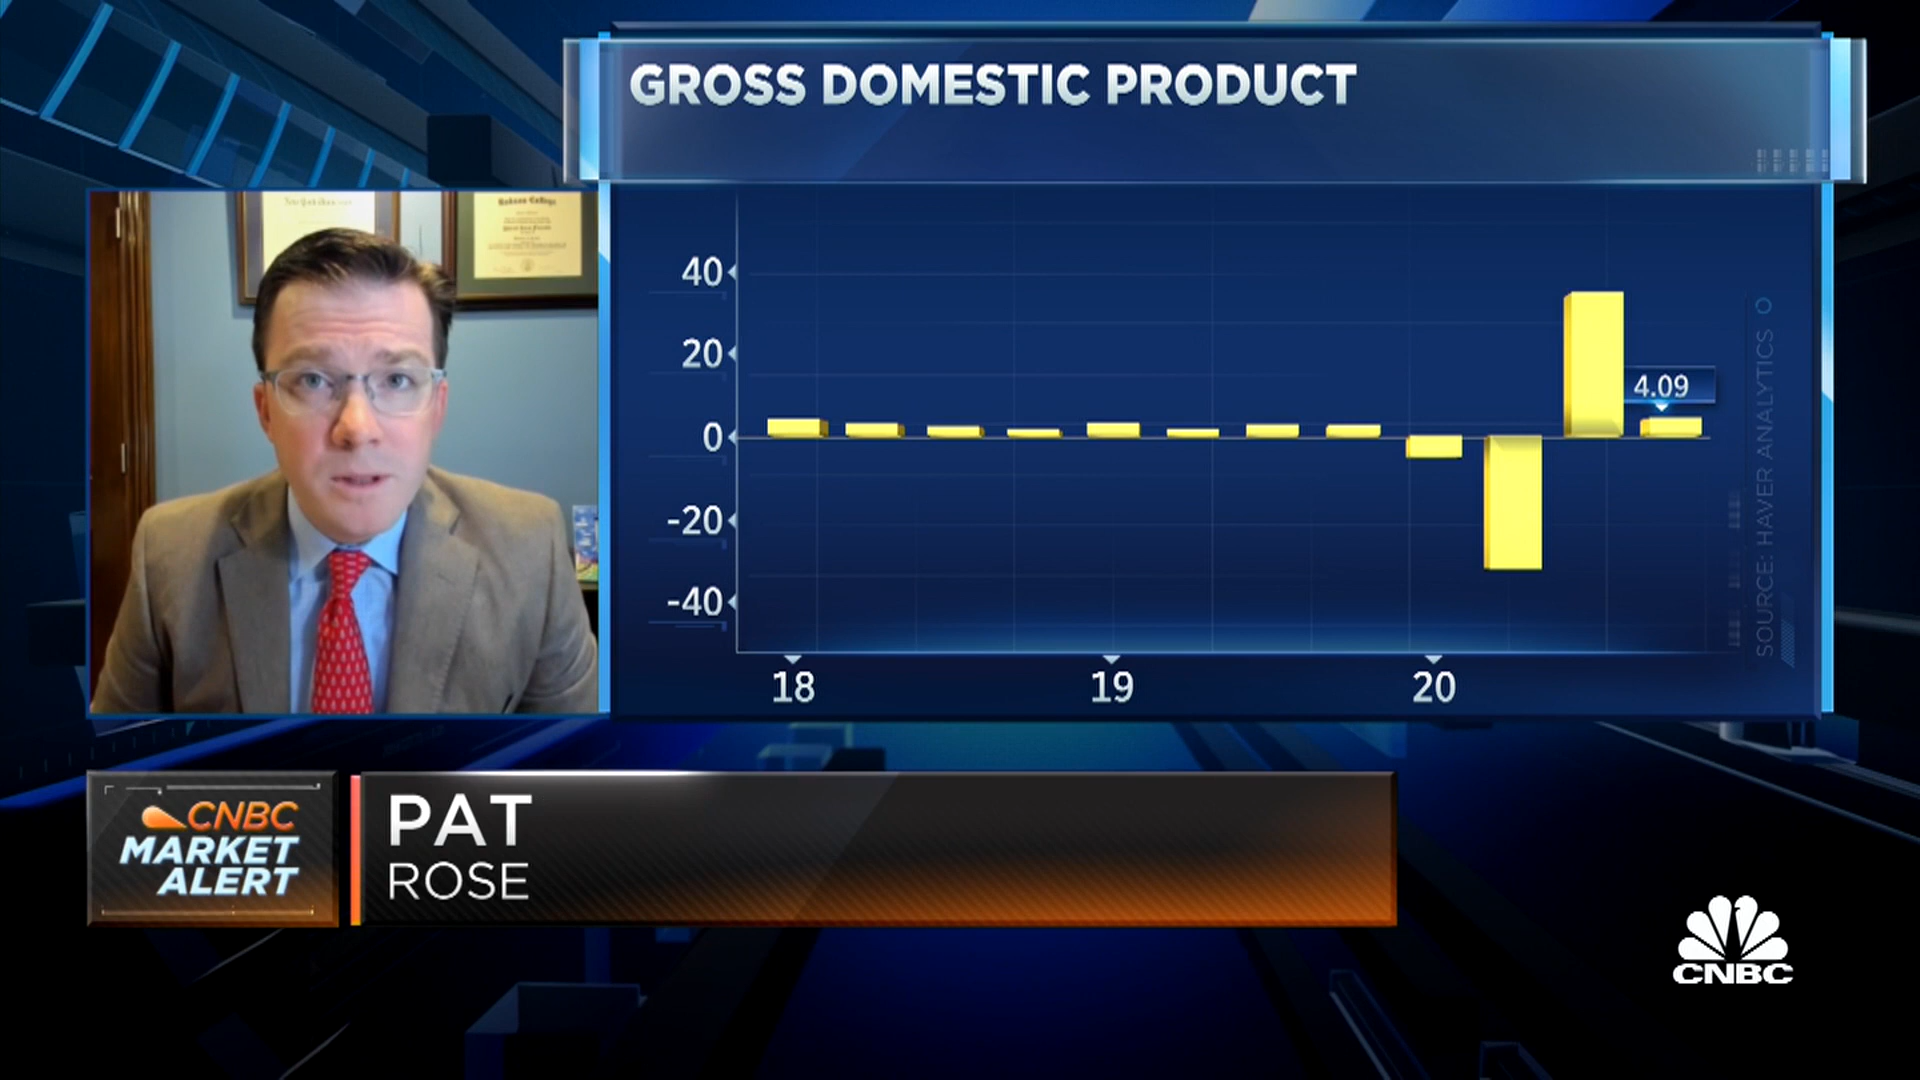 GROSS DOMESTIC PRODUCT
40
20
0
-20
-40
4.09
18
19
20
SOURCE: HAVER ANALYTICS
CNBC
MARKET
ALERT
PAT
ROSE
CNBC